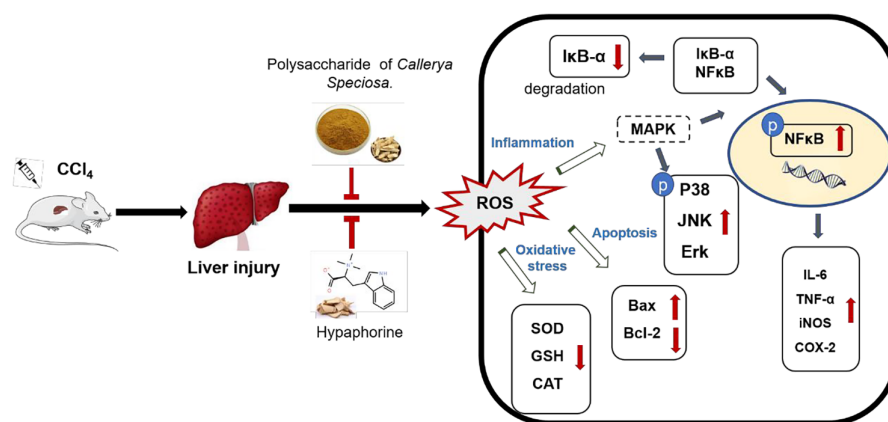 CCl4
Liver injury
Polysaccharide of Callerya
Speciosa.
O-
O
N+
NH
Hypaphorine
ROS
Inflammation
Oxidative
stress
Apoptosis
IκB-α
degradation
IκB-α
NFκB
MAPK
p
NFκB
p
P38
JNK
Erk
Bax
Bcl-2
SOD
GSH
CAT
IL-6
TNF-α
iNOS
COX-2